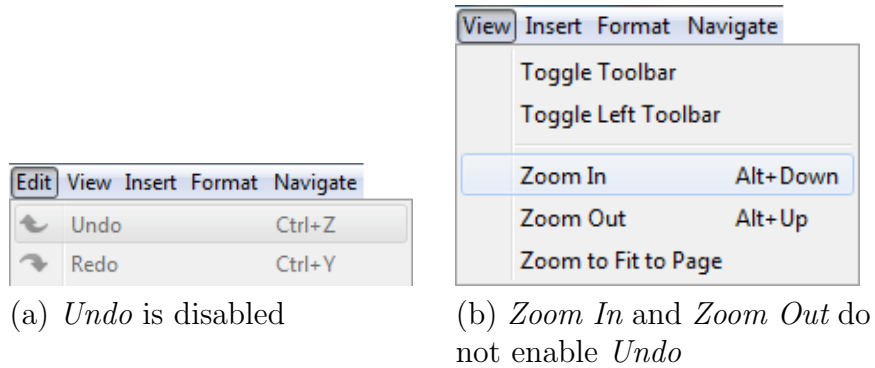 Edit View Insert Format Navigate
Undo Ctrl+Z
Redo Ctrl+Y
(a) Undo is disabled
View Insert Format Navigate
Toggle Toolbar
Toggle Left Toolbar
Zoom In Alt+Down
Zoom Out Alt+Up
Zoom to Fit to Page
(b) Zoom In and Zoom Out do
not enable Undo